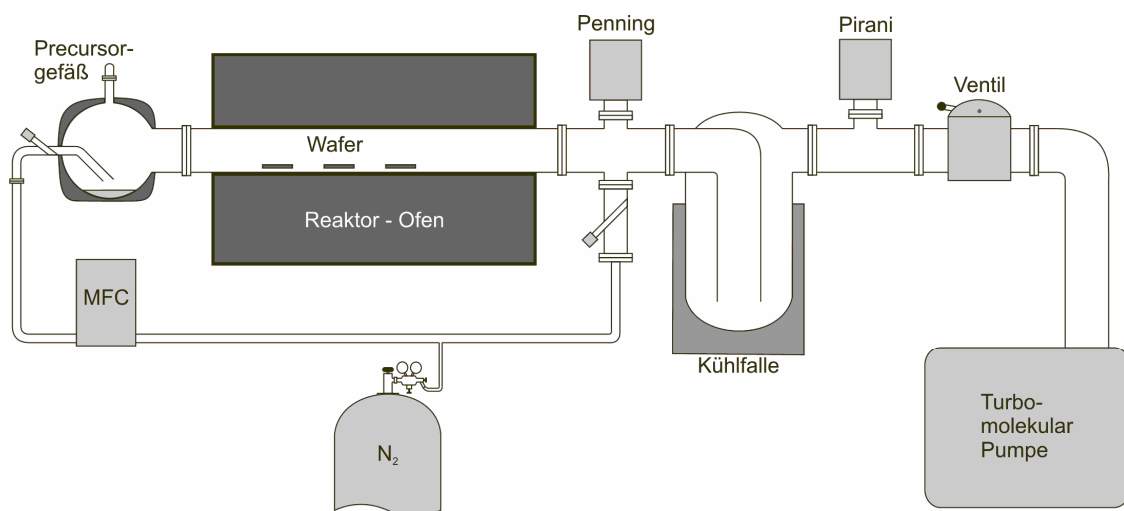 Precursor-
gefäß
Penning
Pirani
Ventil
Wafer
Reaktor - Ofen
MFC
Kühlfalle
N₂
Turbo-
molekular
Pumpe